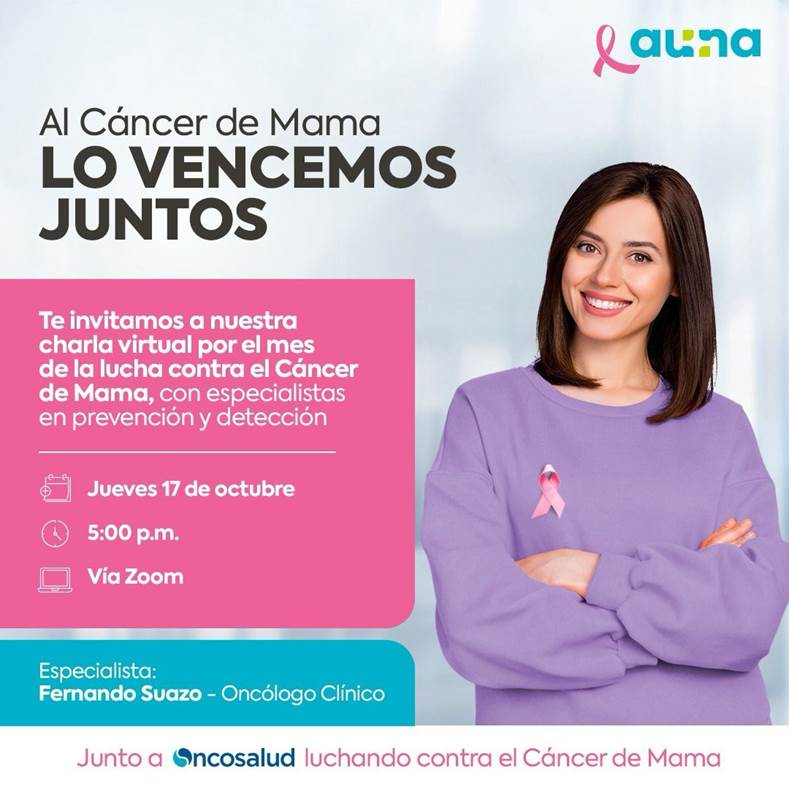 auna
Al Cáncer de Mama
LO VENCEMOS
JUNTOS
Te invitamos a nuestra
charla virtual por el mes
de la lucha contra el Cáncer
de Mama, con especialistas
en prevención y detección
Jueves 17 de octubre
5:00 p.m.
Vía Zoom
Especialista:
Fernando Suazo - Oncólogo Clínico
Junto a Oncosalud luchando contra el Cáncer de Mama